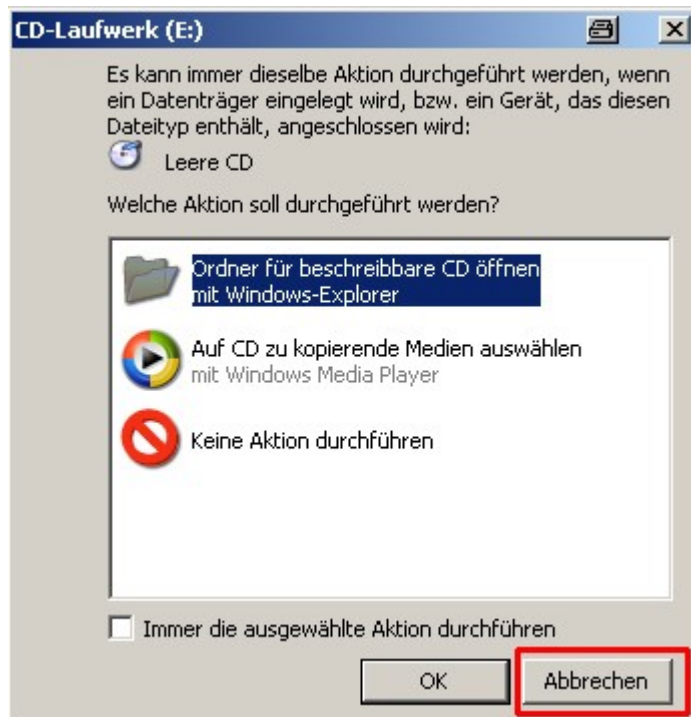 CD-Laufwerk (E:)
Es kann immer dieselbe Aktion durchgeführt werden, wenn
ein Datenträger eingelegt wird, bzw. ein Gerät, das diesen
Dateityp enthält, angeschlossen wird:
Leere CD
Welche Aktion soll durchgeführt werden?
Ordner für beschreibbare CD öffnen
mit Windows-Explorer
Auf CD zu kopierende Medien auswählen
mit Windows Media Player
Keine Aktion durchführen
Immer die ausgewählte Aktion durchführen
OK Abbrechen